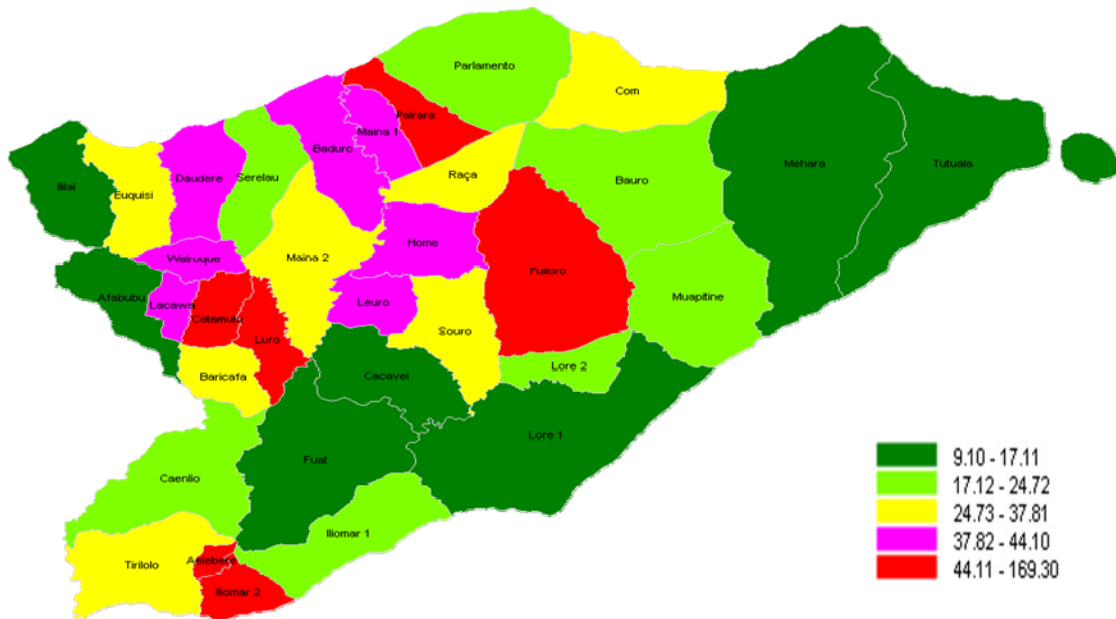 Parlamento
Com
Pairara
Maina 1
Baduro
Mehara
Tutuala
Raça
Bauro
Daudere
Serelau
Ililai
Euquisi
Home
Wairoque
Maina 2
Fuiloro
Muapitine
Afabubu
Lacawa
Cotamutu
Leuro
Luro
Souro
Lore 2
Baricafa
Cacavei
Lore 1
Fuat
Caenlio
Iliomar 1
Aelebere
Tirilolo
Iliomar 2
9.10 - 17.11
17.12 - 24.72
24.73 - 37.81
37.82 - 44.10
44.11 - 169.30